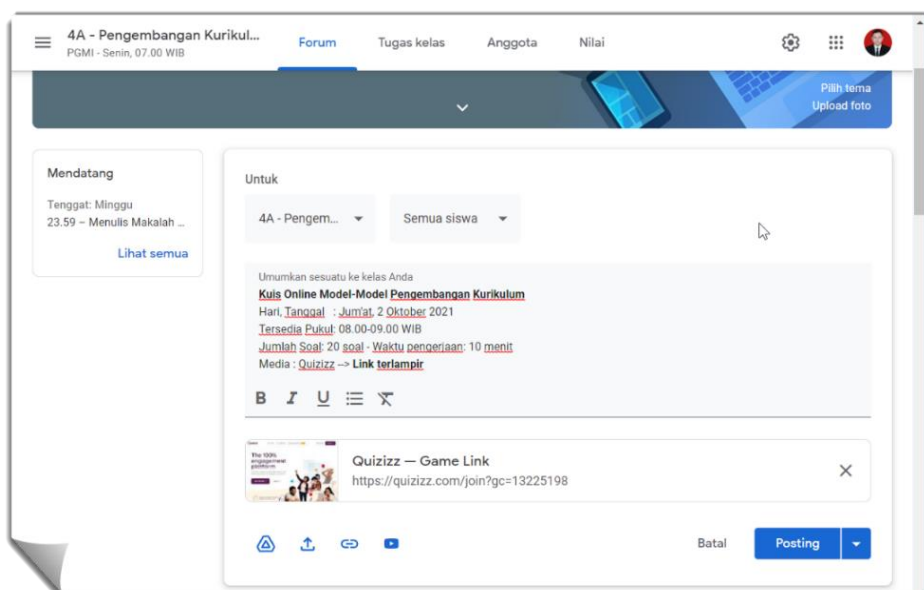 4A - Pengembangan Kurikul...
PGMI - Senin, 07.00 WIB
Forum
Tugas kelas
Anggota
Nilai
Pilih tema
Upload foto
Mendatang
Tenggat: Minggu
23.59 – Menulis Makalah ...
Lihat semua
Untuk
4A - Pengem...
Semua siswa
Umumkan sesuatu ke kelas Anda
Kuis Online Model-Model Pengembangan Kurikulum
Hari, Tanggal : Jum'at, 2 Oktober 2021
Tersedia Pukul: 08.00-09.00 WIB
Jumlah Soal: 20 soal - Waktu pengerjaan: 10 menit
Media : Quizizz --> Link terlampir
B I U
The 100%
engagement
platform
Quizizz — Game Link
https://quizizz.com/join?gc=13225198
Batal
Posting